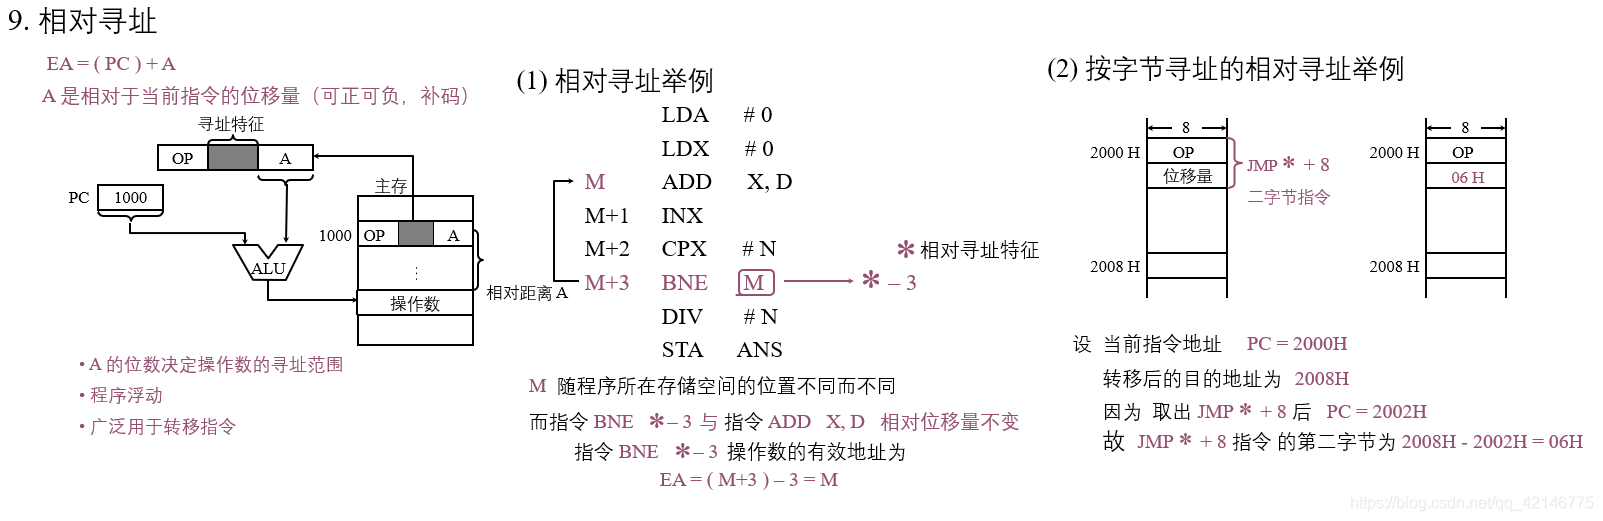 9. 相对寻址
EA = ( PC ) + A
A 是相对于当前指令的位移量（可正可负，补码）
寻址特征
OP A
PC 1000
ALU
主存
1000 OP A
⋮
操作数
相对距离 A
• A 的位数决定操作数的寻址范围
• 程序浮动
• 广泛用于转移指令
(1) 相对寻址举例
LDA # 0
LDX # 0
M ADD X, D
M+1 INX
M+2 CPX # N
M+3 BNE M * – 3
DIV # N
STA ANS
* 相对寻址特征
M 随程序所在存储空间的位置不同而不同
而指令 BNE * – 3 与 指令 ADD X, D 相对位移量不变
指令 BNE * – 3 操作数的有效地址为
EA = ( M+3 ) – 3 = M
(2) 按字节寻址的相对寻址举例
8
2000 H OP
位移量
JMP * + 8
二字节指令
2008 H
8
2000 H OP
06 H
2008 H
设 当前指令地址 PC = 2000H
转移后的目的地址为 2008H
因为 取出 JMP * + 8 后 PC = 2002H
故 JMP * + 8 指令 的第二字节为 2008H - 2002H = 06H
https://blog.csdn.net/qq_42146775